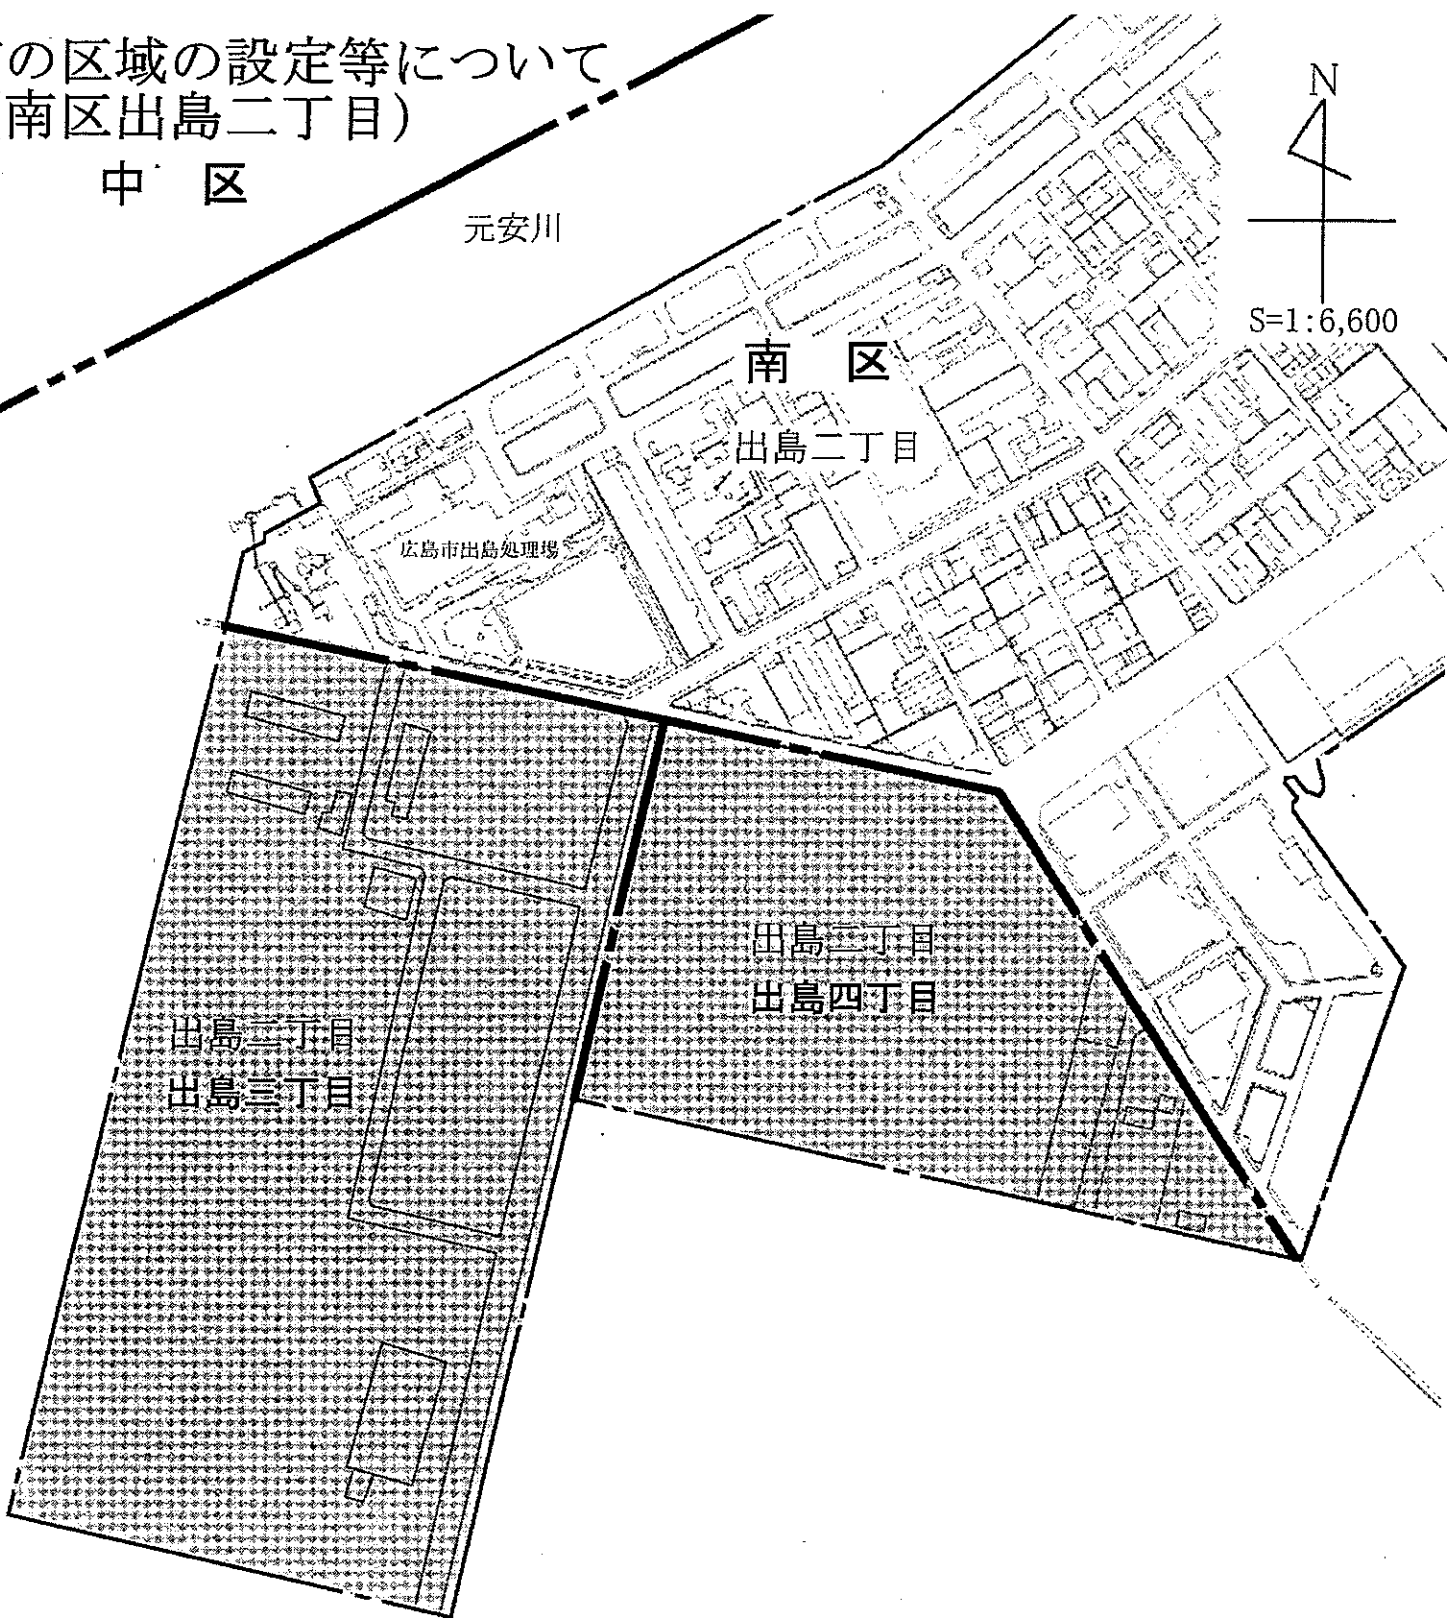 の区域の設定等について
南区出島二丁目）
中 区
元安川
N
S=1:6,600
南 区
出島二丁目
広島市出島処理場
出島二丁目
出島四丁目
出島二丁目
出島三丁目